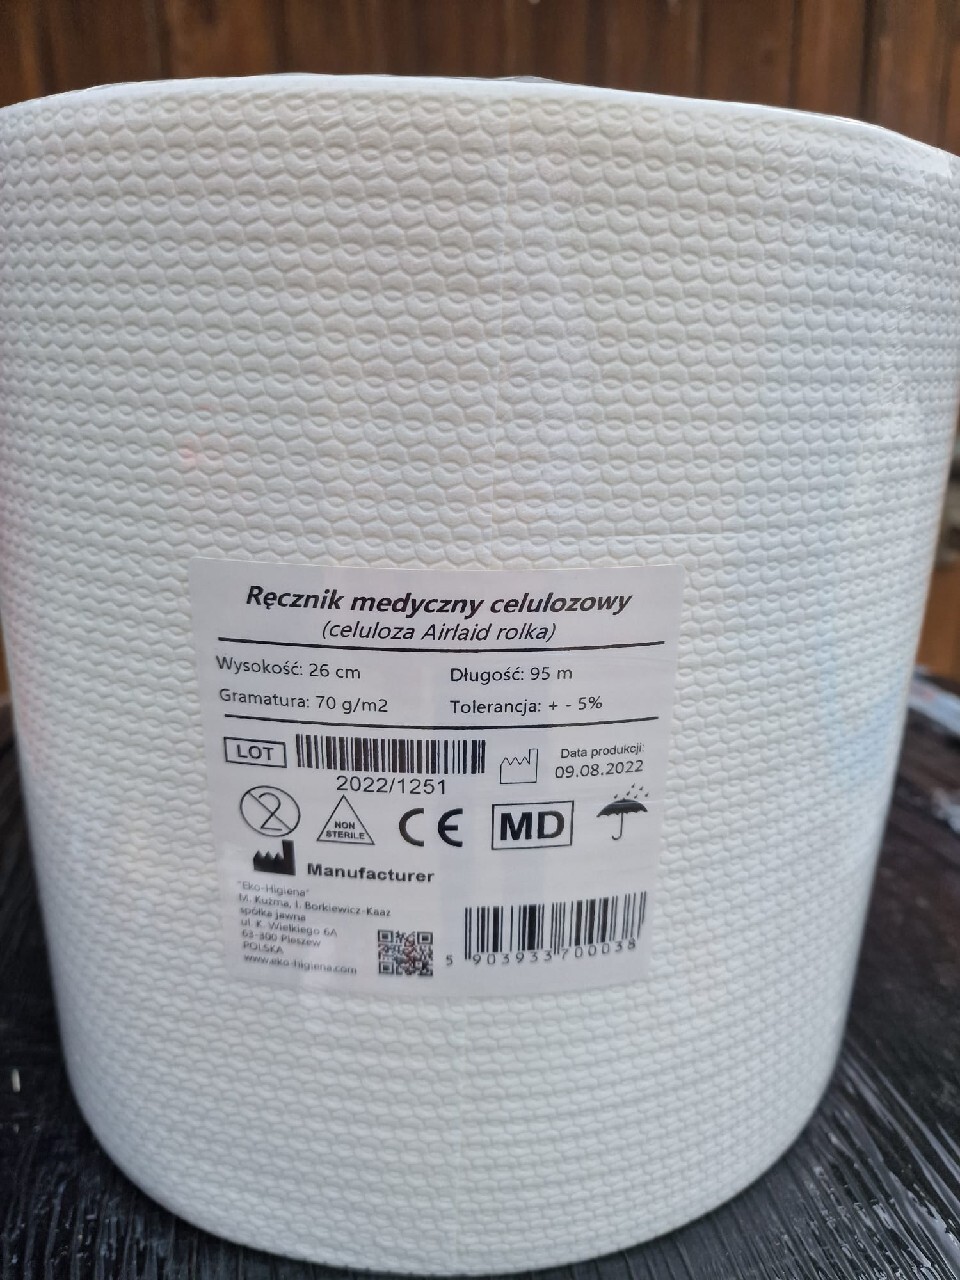 Ręcznik medyczny celulozowy
(celuloza Airlaid rolka)
Wysokość: 26 cm Długość: 95 m
Gramatura: 70 g/m2 Tolerancja: + - 5%
LOT
2022/1251
Data produkcji:
09.08.2022
2
NON
STERILE
CE
MD
Manufacturer
"Eko-Higiena"
M. Kuźma, I. Borkiewicz-Kaaz
spółka jawna
ul. K. Wielkiego 6A
63-300 Pleszew
POLSKA
www.eko-higiena.com
5 903933 700038